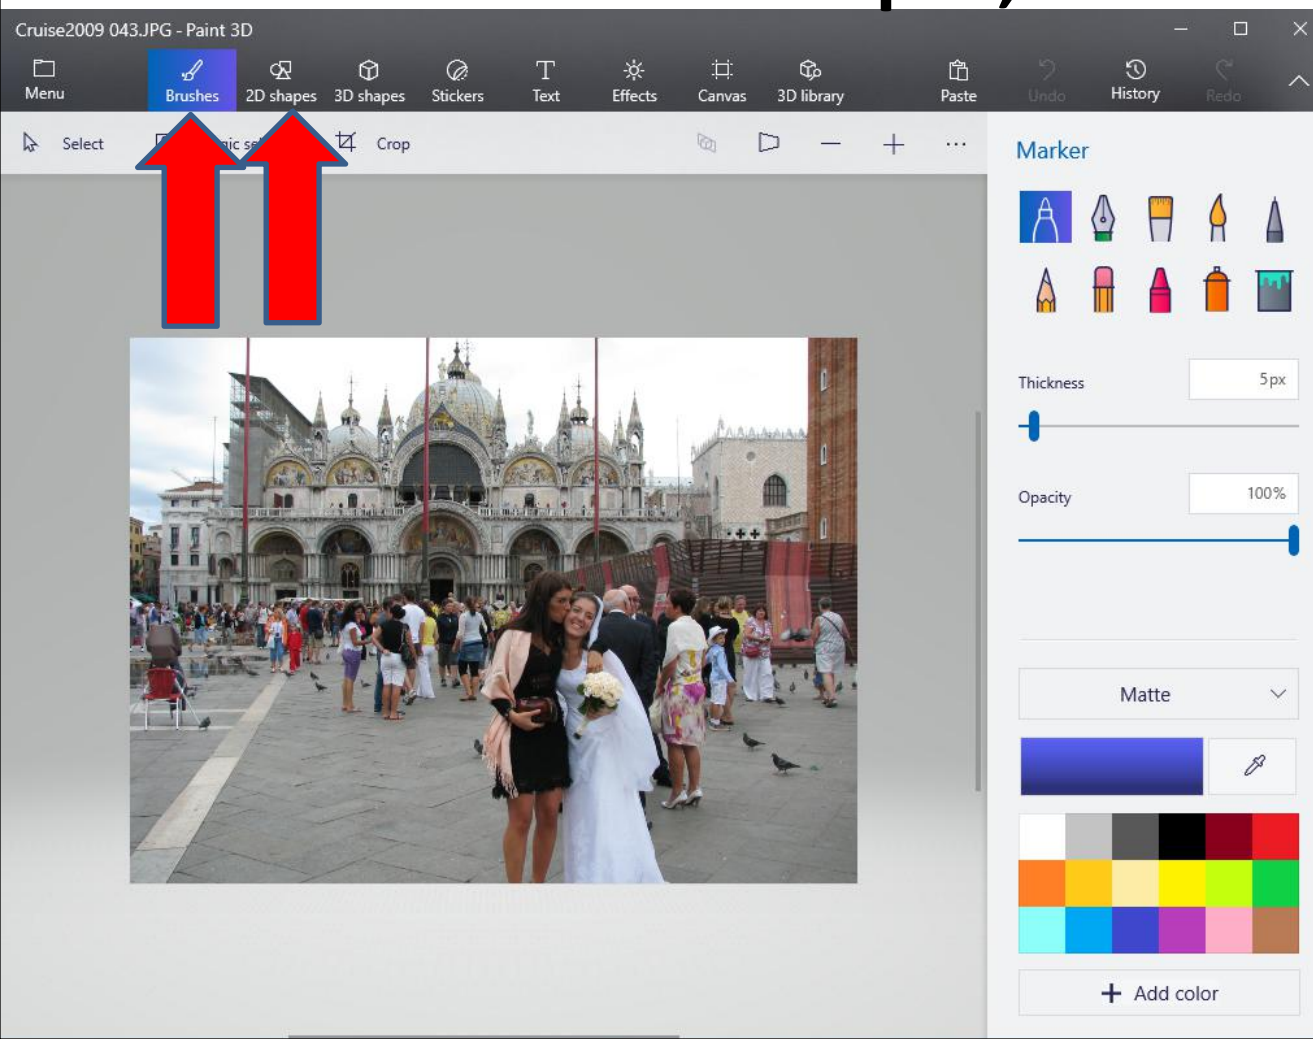 Cruise2009 043.JPG - Paint 3D
Menu Brushes 2D shapes 3D shapes Stickers Text Effects Canvas 3D library Paste Undo History Redo
Select Crop
Marker
Thickness 5px
Opacity 100%
Matte
Add color